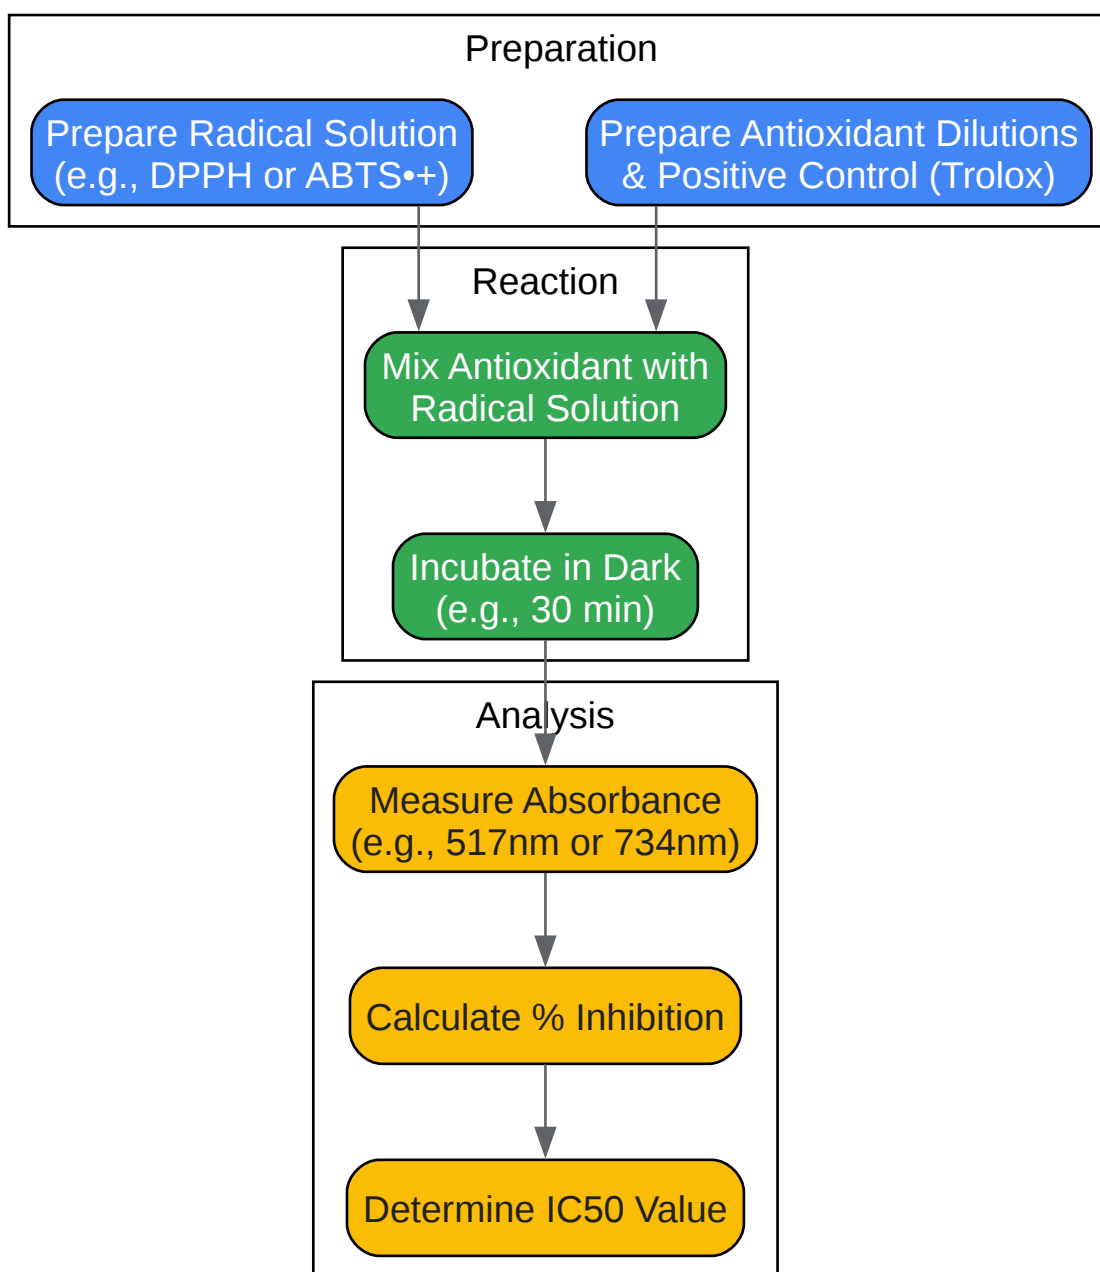 Preparation
Prepare Radical Solution
(e.g., DPPH or ABTS•+)
Prepare Antioxidant Dilutions
& Positive Control (Trolox)
Reaction
Mix Antioxidant with
Radical Solution
Incubate in Dark
(e.g., 30 min)
Analysis
Measure Absorbance
(e.g., 517nm or 734nm)
Calculate % Inhibition
Determine IC50 Value